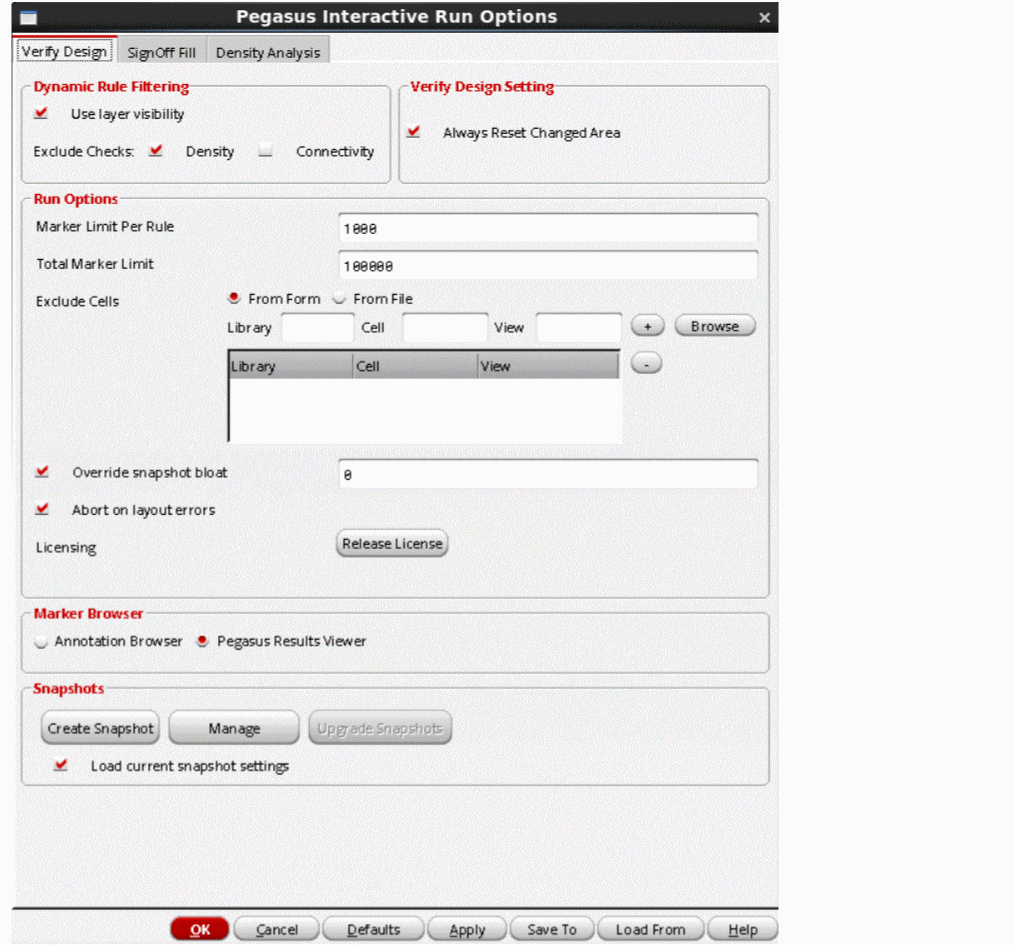 Pegasus Interactive Run Options
Verify Design SignOff Fill Density Analysis
Dynamic Rule Filtering
Use layer visibility
Exclude Checks: Density Connectivity
Verify Design Setting
Always Reset Changed Area
Run Options
Marker Limit Per Rule 1000
Total Marker Limit 100000
Exclude Cells From Form From File
Library Cell View + Browse
Library Cell View -
Override snapshot bloat 0
Abort on layout errors
Licensing Release License
Marker Browser
Annotation Browser Pegasus Results Viewer
Snapshots
Create Snapshot Manage Upgrade Snapshots
Load current snapshot settings
OK Cancel Defaults Apply Save To Load From Help